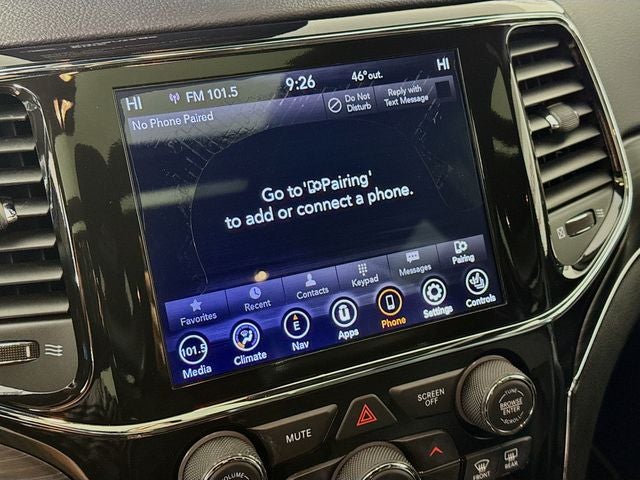 HI FM 101.5 9:26 46°out. HI
No Phone Paired
Do Not
Disturb
Reply with
Text Message
Go to 'Pairing'
to add or connect a phone.
Favorites Recent Contacts Keypad Messages Pairing
101.5 E
Media Climate Nav Apps Phone Settings Controls
MUTE
SCREEN
OFF
TUNE
BROWSE
ENTER
SCROLL
VOLUME
FRONT
REAR